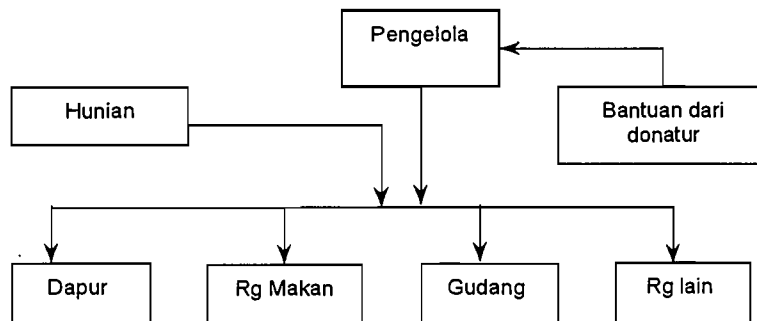 Pengelola
Hunian
Bantuan dari
donatur
Dapur
Rg Makan
Gudang
Rg lain